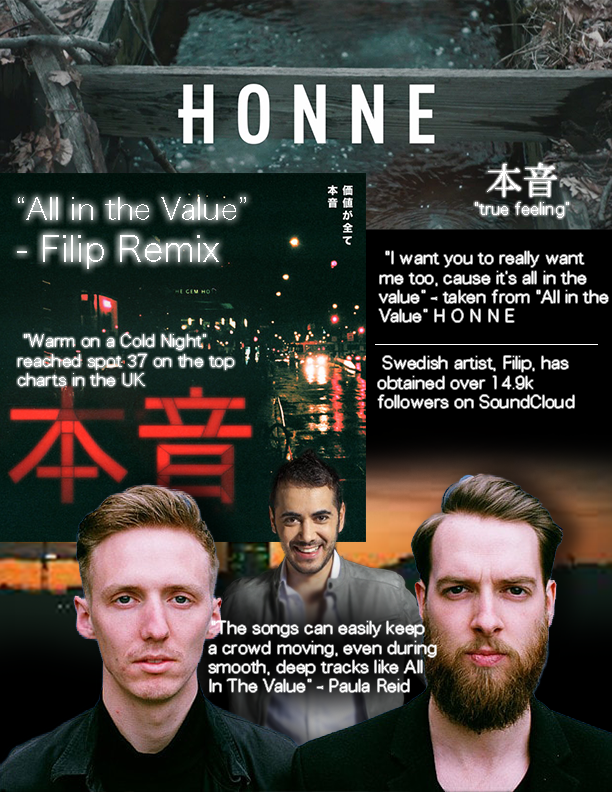 HONNE
本音
"true feeling"
"All in the Value"
- Filip Remix
価値が全て
本音
HE GEM HO
"I want you to really want
me too, cause it's all in the
value" - taken from "All in the
Value" H O N N E
"Warm on a Cold Night",
reached spot 37 on the top
charts in the UK
Swedish artist, Filip, has
obtained over 14.9k
followers on SoundCloud
本音
"The songs can easily keep
a crowd moving, even during
smooth, deep tracks like All
In The Value" - Paula Reid